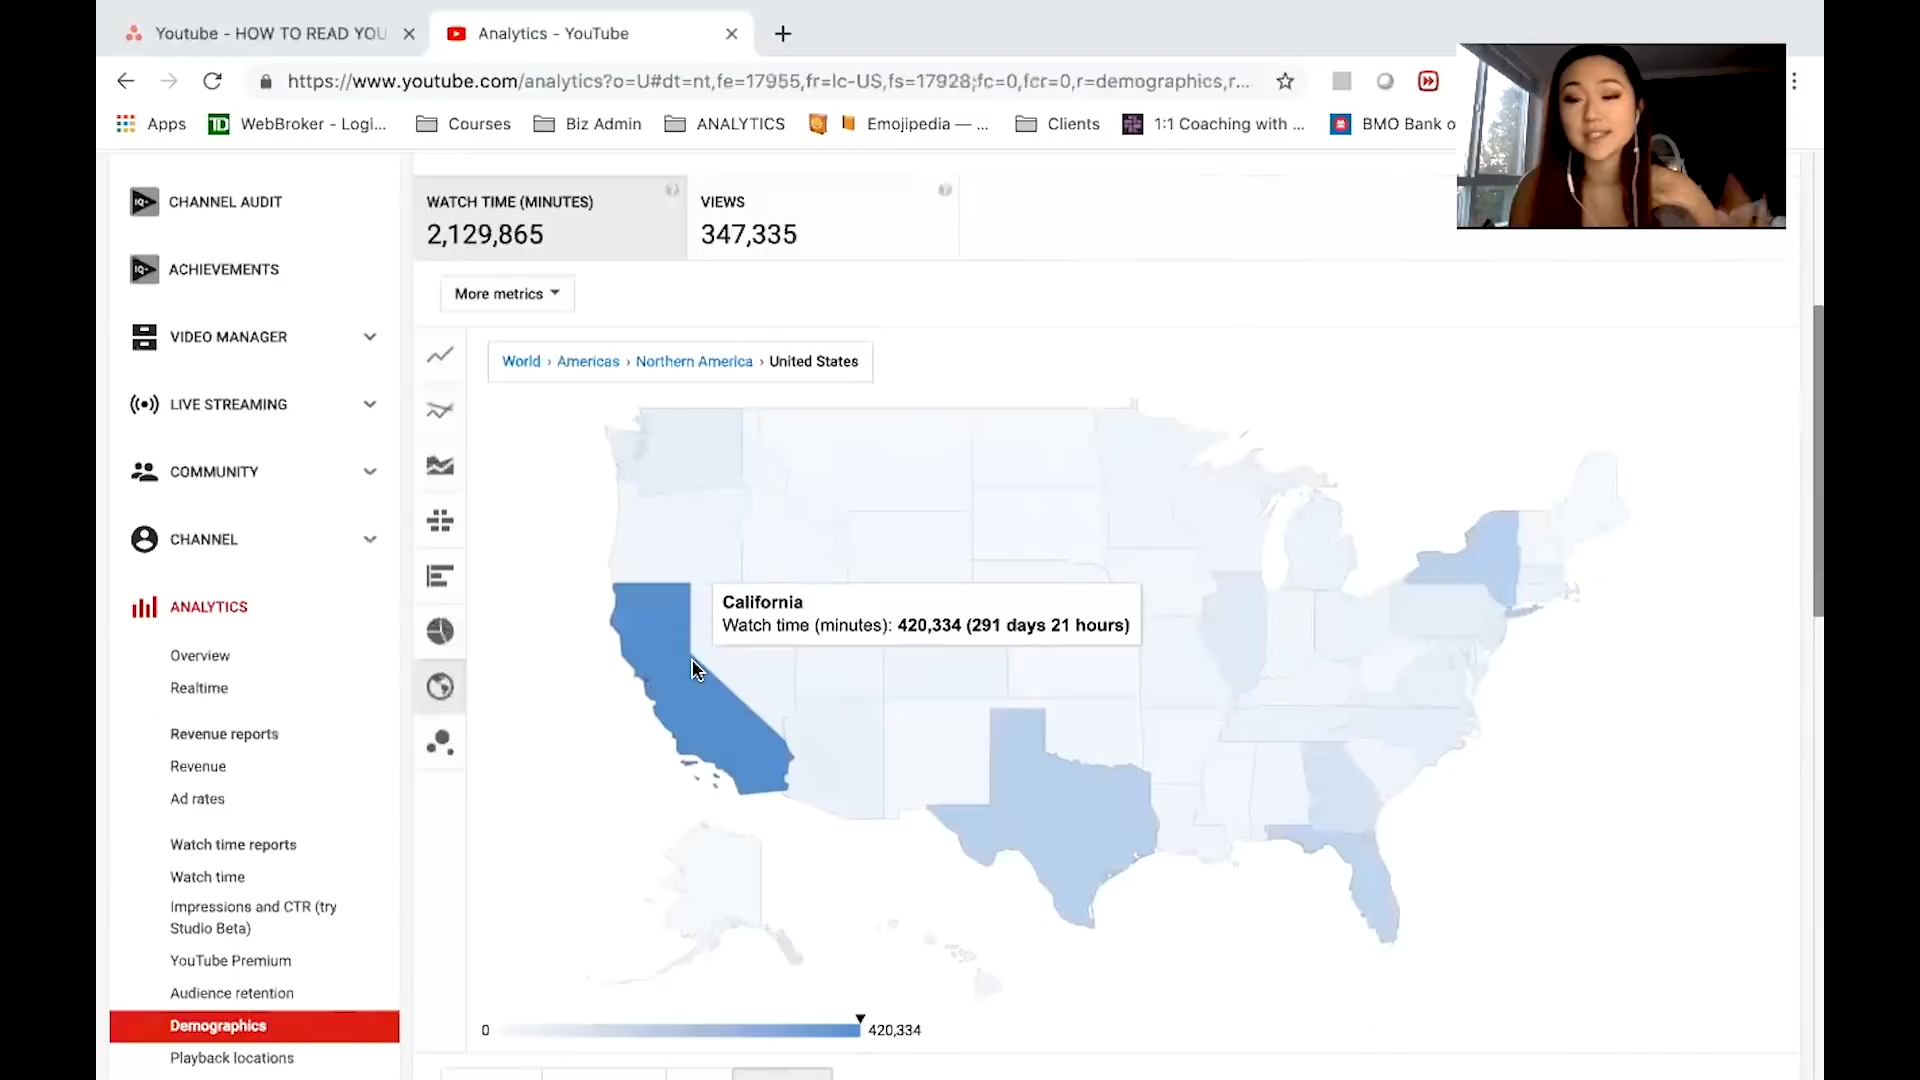 Youtube - HOW TO READ YOU
Analytics - YouTube
https://www.youtube.com/analytics?o=U#dt=nt,fe=17955,fr=lc-US,fs=17928;fc=0,fcr=0,r=demographics,r...
Apps
WebBroker - Logi...
Courses
Biz Admin
ANALYTICS
Emojipedia — ...
Clients
1:1 Coaching with ...
BMO Bank o
CHANNEL AUDIT
ACHIEVEMENTS
VIDEO MANAGER
LIVE STREAMING
COMMUNITY
CHANNEL
ANALYTICS
Overview
Realtime
Revenue reports
Revenue
Ad rates
Watch time reports
Watch time
Impressions and CTR (try
Studio Beta)
YouTube Premium
Audience retention
Demographics
Playback locations
WATCH TIME (MINUTES)
2,129,865
VIEWS
347,335
More metrics
World › Americas › Northern America › United States
California
Watch time (minutes): 420,334 (291 days 21 hours)
0
420,334